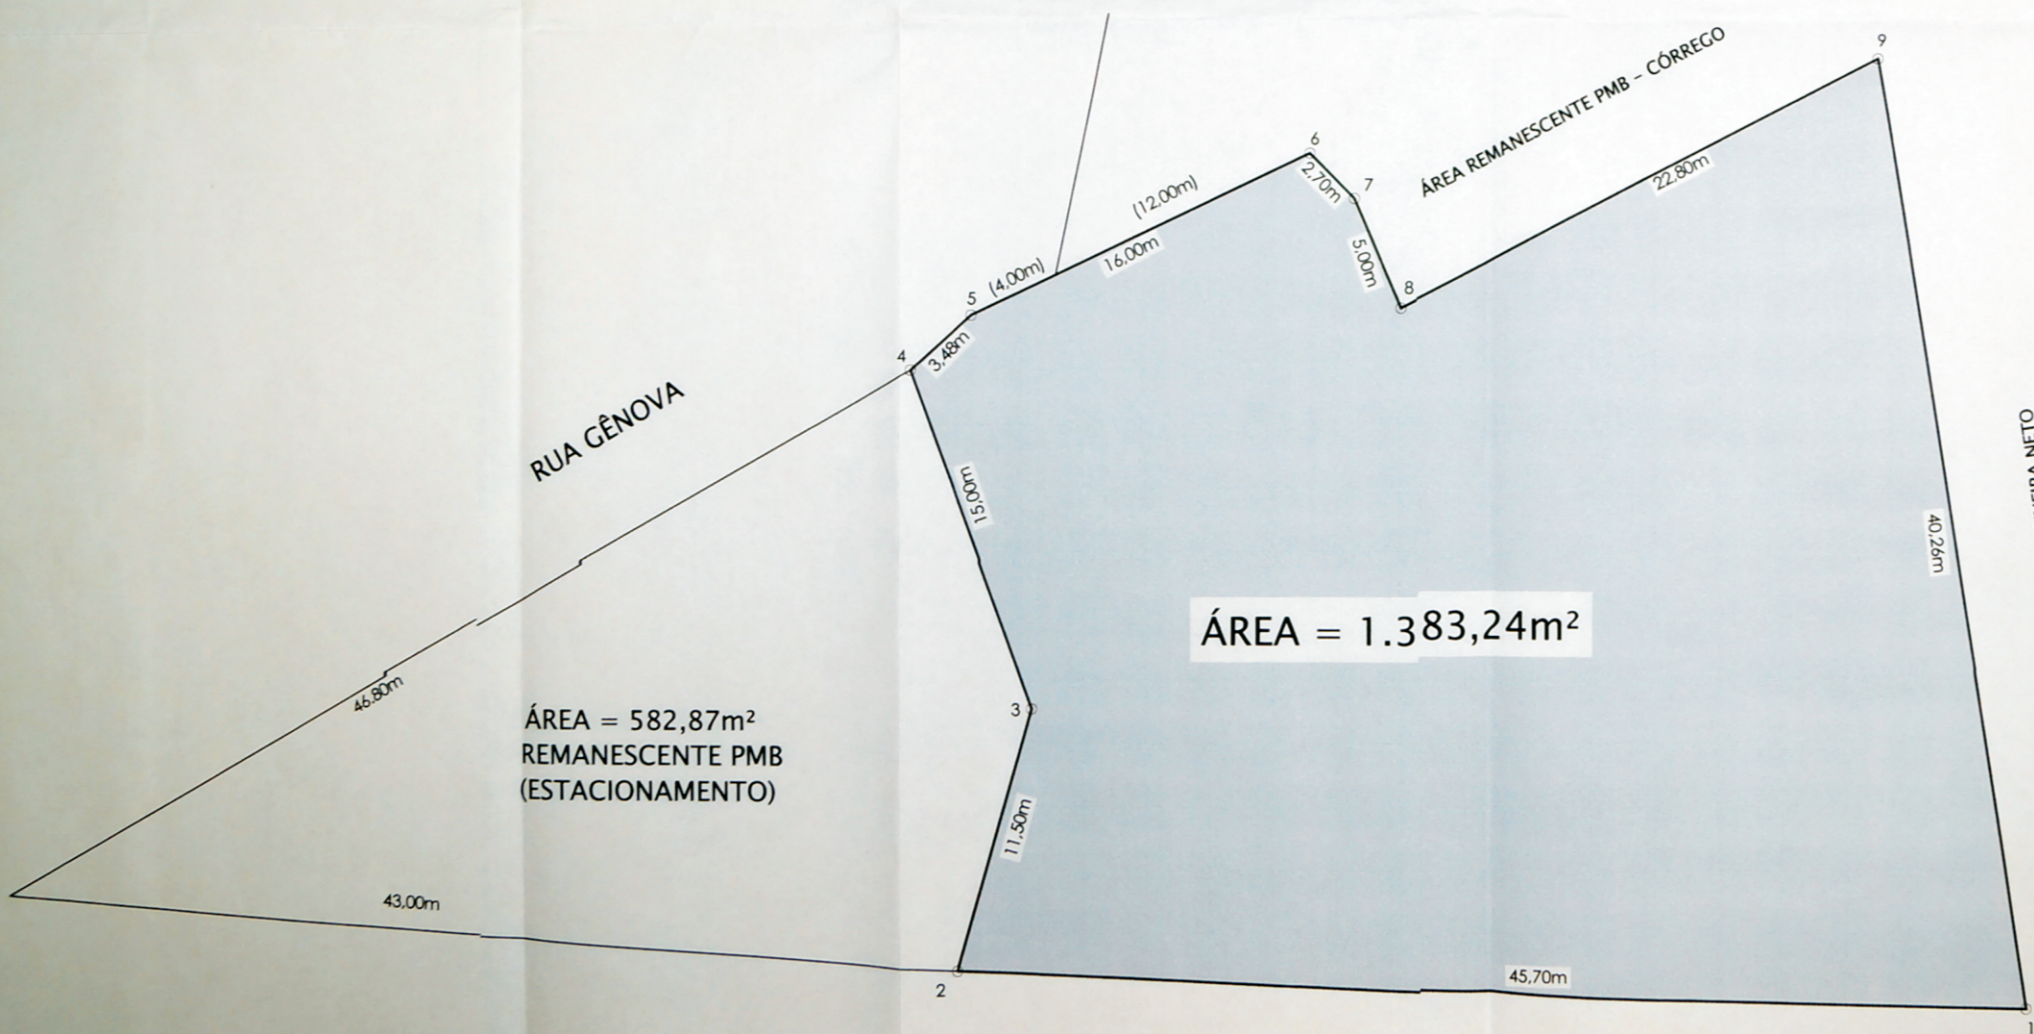 9
ÁREA REMANESCENTE PMB - CÓRREGO
6
2,70m
7
22,80m
(12,00m)
16,00m
5,00m
5
(4,00m)
8
4
3,48m
RUA GÊNOVA
15,00m
NETO
40,26m
ÁREA = 1.383,24m²
46,80m
3
ÁREA = 582,87m²
REMANESCENTE PMB
(ESTACIONAMENTO)
11,50m
43,00m
45,70m
2